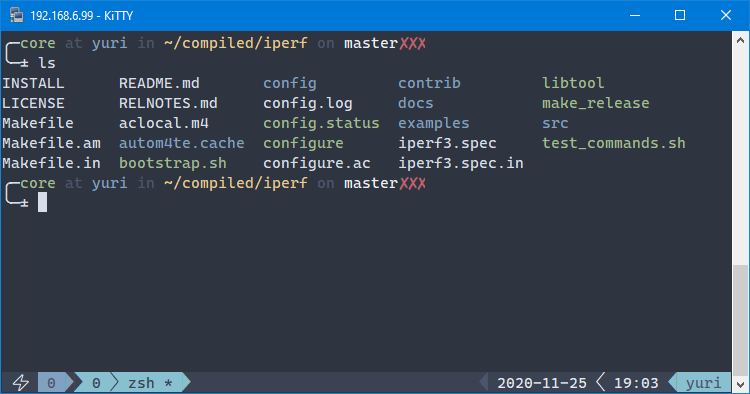 192.168.6.99 - KiTTY
core at yuri in ~/compiled/iperf on master✗✗✗
± ls
INSTALL README.md config contrib libtool
LICENSE RELNOTES.md config.log docs make_release
Makefile aclocal.m4 config.status examples src
Makefile.am autom4te.cache configure iperf3.spec test_commands.sh
Makefile.in bootstrap.sh configure.ac iperf3.spec.in
core at yuri in ~/compiled/iperf on master✗✗✗
±
0 0 zsh * 2020-11-25 19:03 yuri